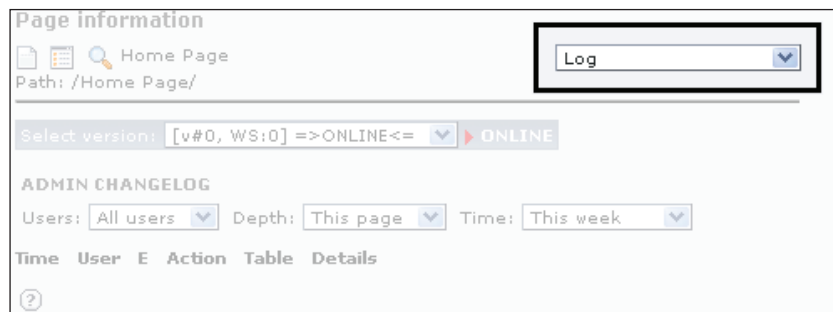 Page information
Home Page
Log
Path: /Home Page/
Select version: [v#0, WS:0] =>ONLINE<= ONLINE
ADMIN CHANGELOG
Users: All users Depth: This page Time: This week
Time User E Action Table Details
?